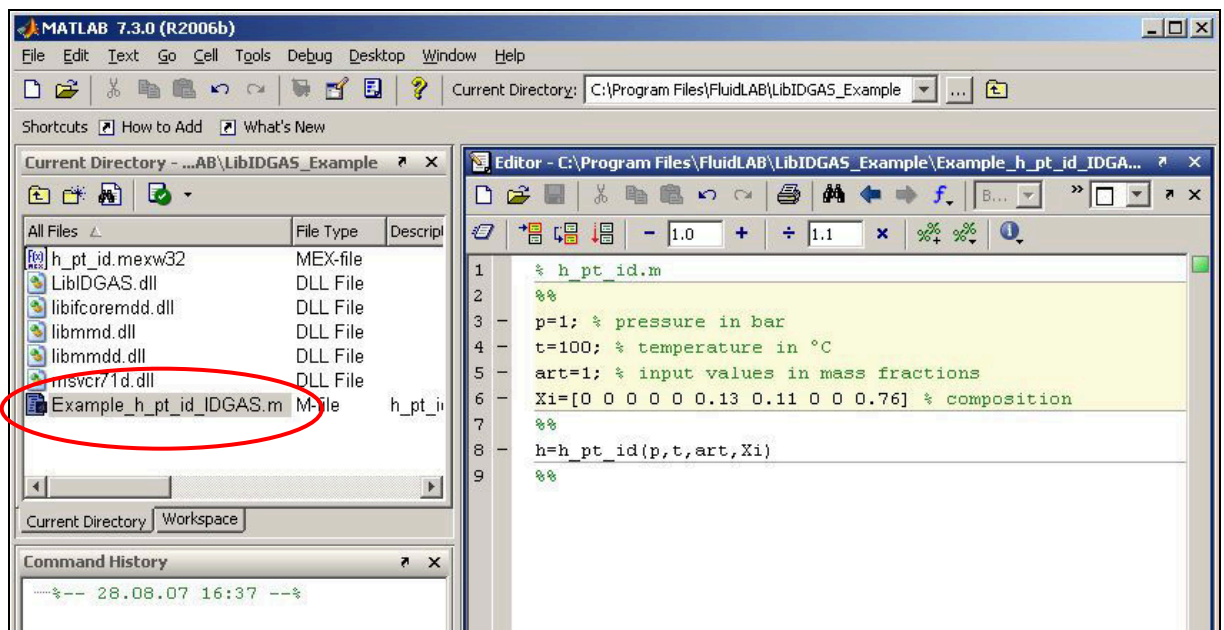 MATLAB 7.3.0 (R2006b)
File Edit Text Go Cell Tools Debug Desktop Window Help
Current Directory: C:\Program Files\FluidLAB\LibIDGAS_Example ...
Shortcuts How to Add What's New
Current Directory - ...AB\LibIDGAS_Example
All Files File Type Descript
h_pt_id.mexw32 MEX-file
LibIDGAS.dll DLL File
libifcoremdd.dll DLL File
libmmd.dll DLL File
libmmdd.dll DLL File
msvcr71d.dll DLL File
Example_h_pt_id_IDGAS.m M-file h_pt_i
Current Directory Workspace
Command History
%-- 28.08.07 16:37 --%
Editor - C:\Program Files\FluidLAB\LibIDGAS_Example\Example_h_pt_id_IDGA...
B... »
- 1.0 + ÷ 1.1 ×
1 % h_pt_id.m
2 %%
3 - p=1; % pressure in bar
4 - t=100; % temperature in °C
5 - art=1; % input values in mass fractions
6 - Xi=[0 0 0 0 0 0.13 0.11 0 0 0.76] % composition
7 %%
8 - h=h_pt_id(p,t,art,Xi)
9 %%